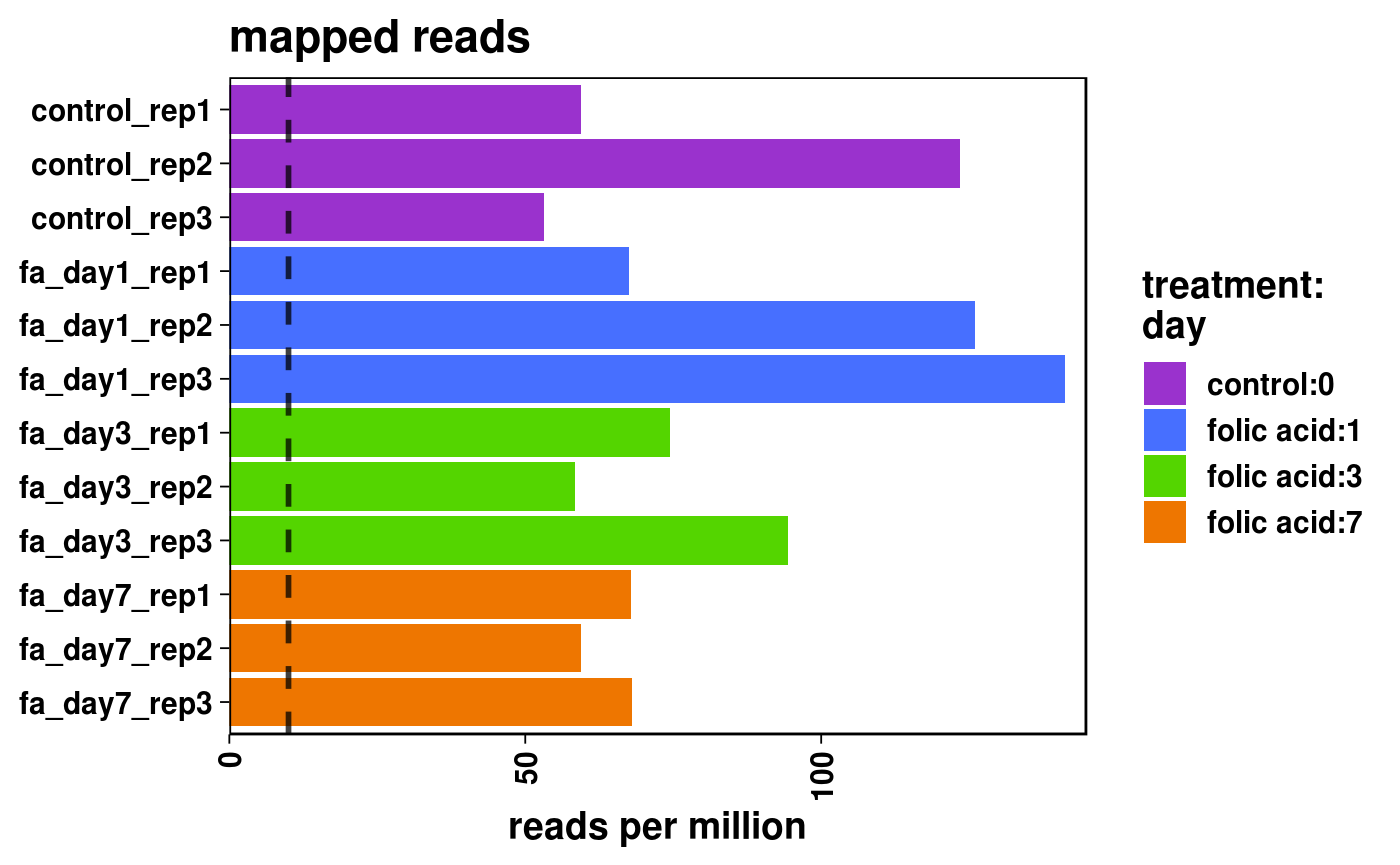 mapped reads
control_rep1
control_rep2
control_rep3
fa_day1_rep1
fa_day1_rep2
fa_day1_rep3
fa_day3_rep1
fa_day3_rep2
fa_day3_rep3
fa_day7_rep1
fa_day7_rep2
fa_day7_rep3
0
50
100
reads per million
treatment:
day
control:0
folic acid:1
folic acid:3
folic acid:7